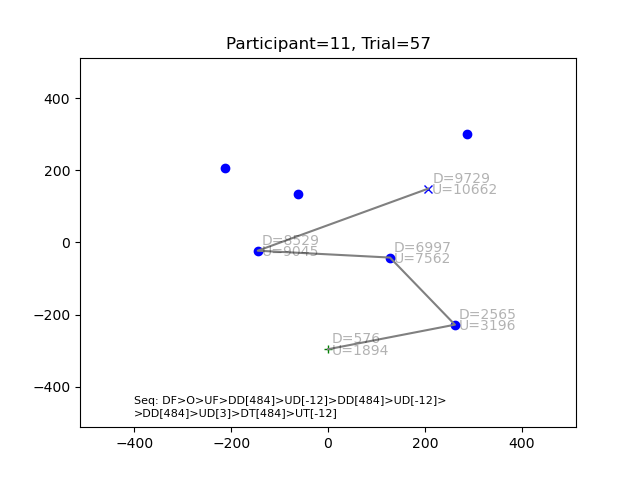 Participant=11, Trial=57
400
200
0
−200
−400
D=9729
U=10662
D=8529
U=9045
D=6997
U=7562
D=2565
U=3196
D=576
U=1894
Seq: DF>O>UF>DD[484]>UD[-12]>DD[484]>UD[-12]>
>DD[484]>UD[3]>DT[484]>UT[-12]
−400 −200 0 200 400